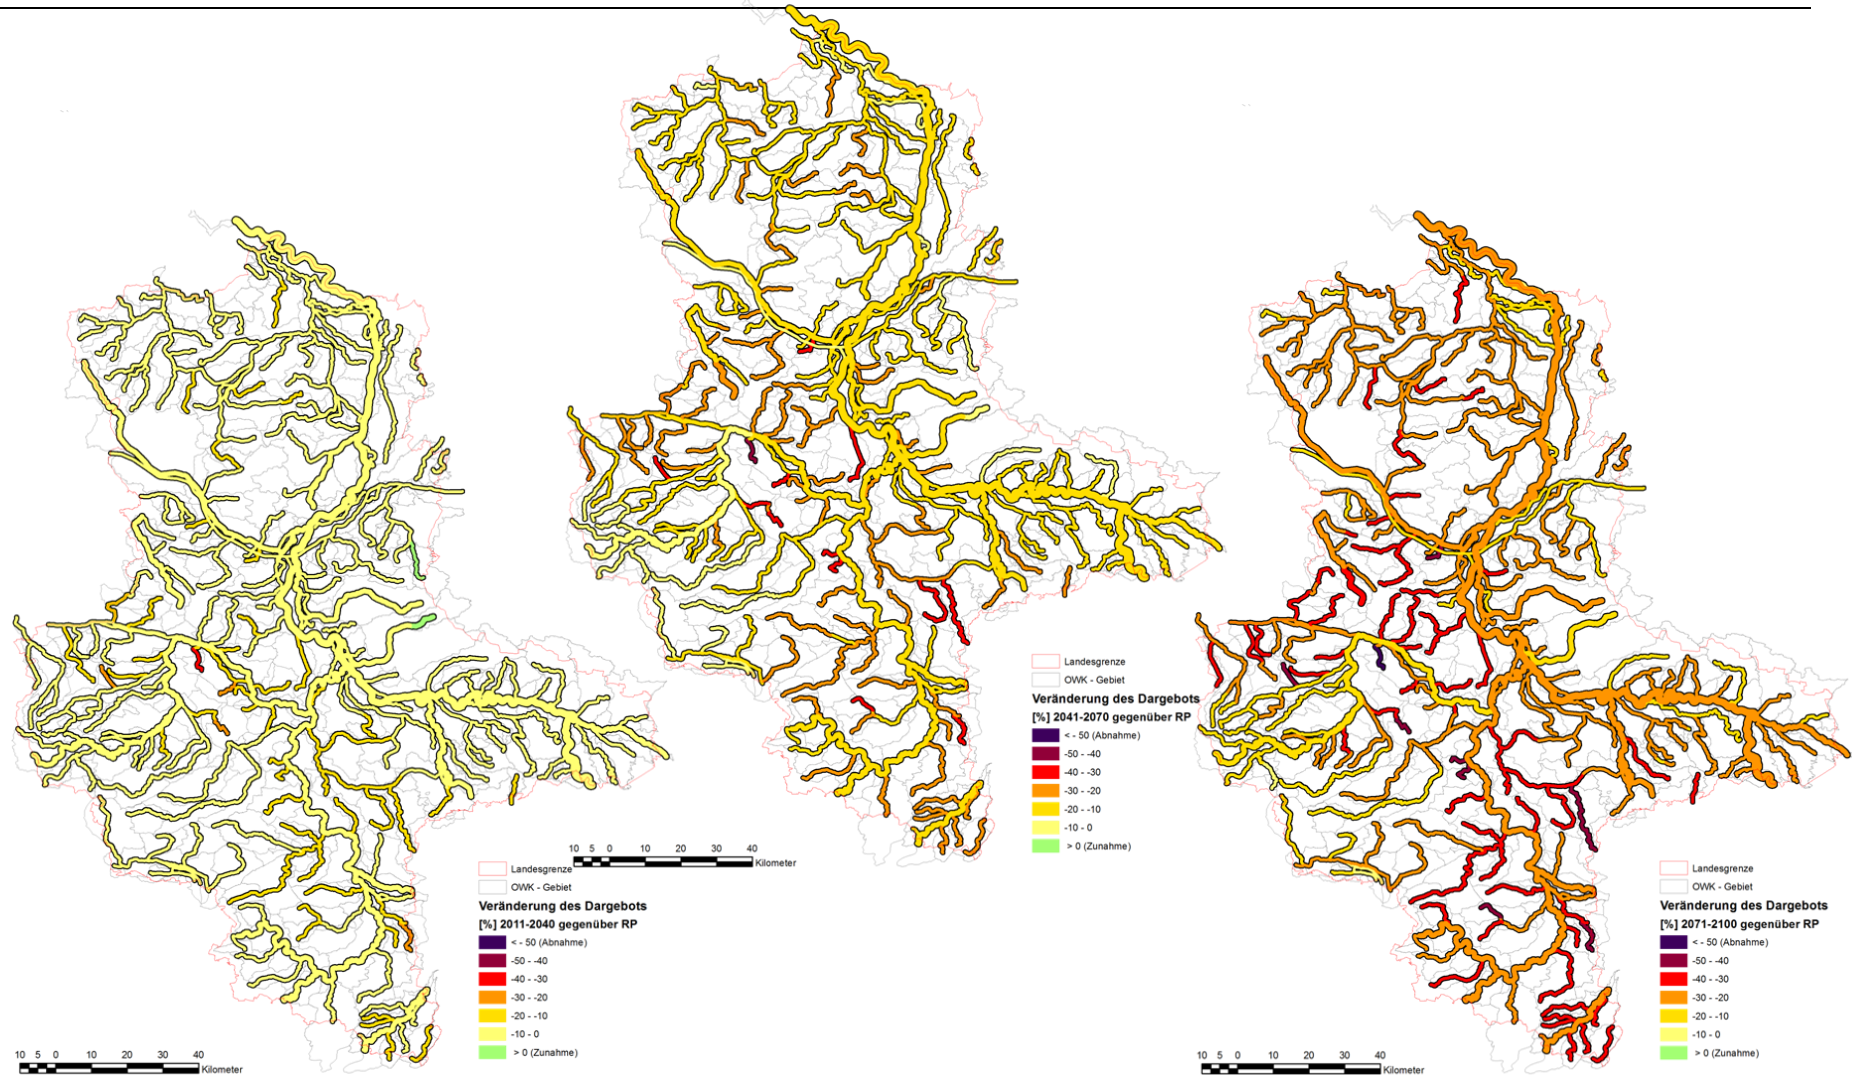 Landesgrenze
OWK - Gebiet
Veränderung des Dargebots
[%] 2011-2040 gegenüber RP
< - 50 (Abnahme)
-50 - -40
-40 - -30
-30 - -20
-20 - -10
-10 - 0
> 0 (Zunahme)
10 5 0 10 20 30 40
Kilometer
Landesgrenze
OWK - Gebiet
Veränderung des Dargebots
[%] 2041-2070 gegenüber RP
< - 50 (Abnahme)
-50 - -40
-40 - -30
-30 - -20
-20 - -10
-10 - 0
> 0 (Zunahme)
10 5 0 10 20 30 40
Kilometer
Landesgrenze
OWK - Gebiet
Veränderung des Dargebots
[%] 2071-2100 gegenüber RP
< - 50 (Abnahme)
-50 - -40
-40 - -30
-30 - -20
-20 - -10
-10 - 0
> 0 (Zunahme)
10 5 0 10 20 30 40
Kilometer